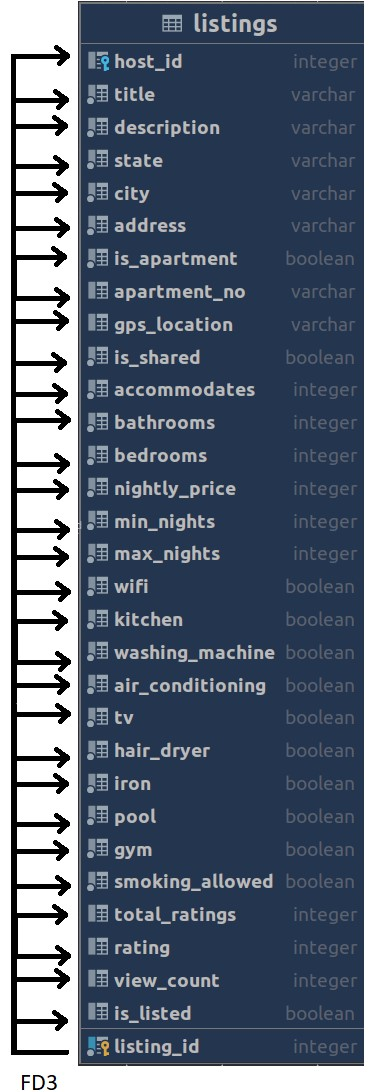 listings
host_id integer
title varchar
description varchar
state varchar
city varchar
address varchar
is_apartment boolean
apartment_no varchar
gps_location varchar
is_shared boolean
accommodates integer
bathrooms integer
bedrooms integer
nightly_price integer
min_nights integer
max_nights integer
wifi boolean
kitchen boolean
washing_machine boolean
air_conditioning boolean
tv boolean
hair_dryer boolean
iron boolean
pool boolean
gym boolean
smoking_allowed boolean
total_ratings integer
rating integer
view_count integer
is_listed boolean
listing_id integer
FD3